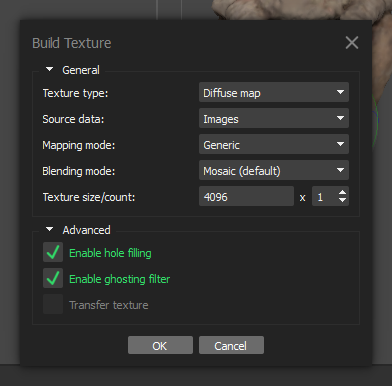 Build Texture
General
Texture type: Diffuse map
Source data: Images
Mapping mode: Generic
Blending mode: Mosaic (default)
Texture size/count: 4096 x 1
Advanced
Enable hole filling
Enable ghosting filter
Transfer texture
OK Cancel